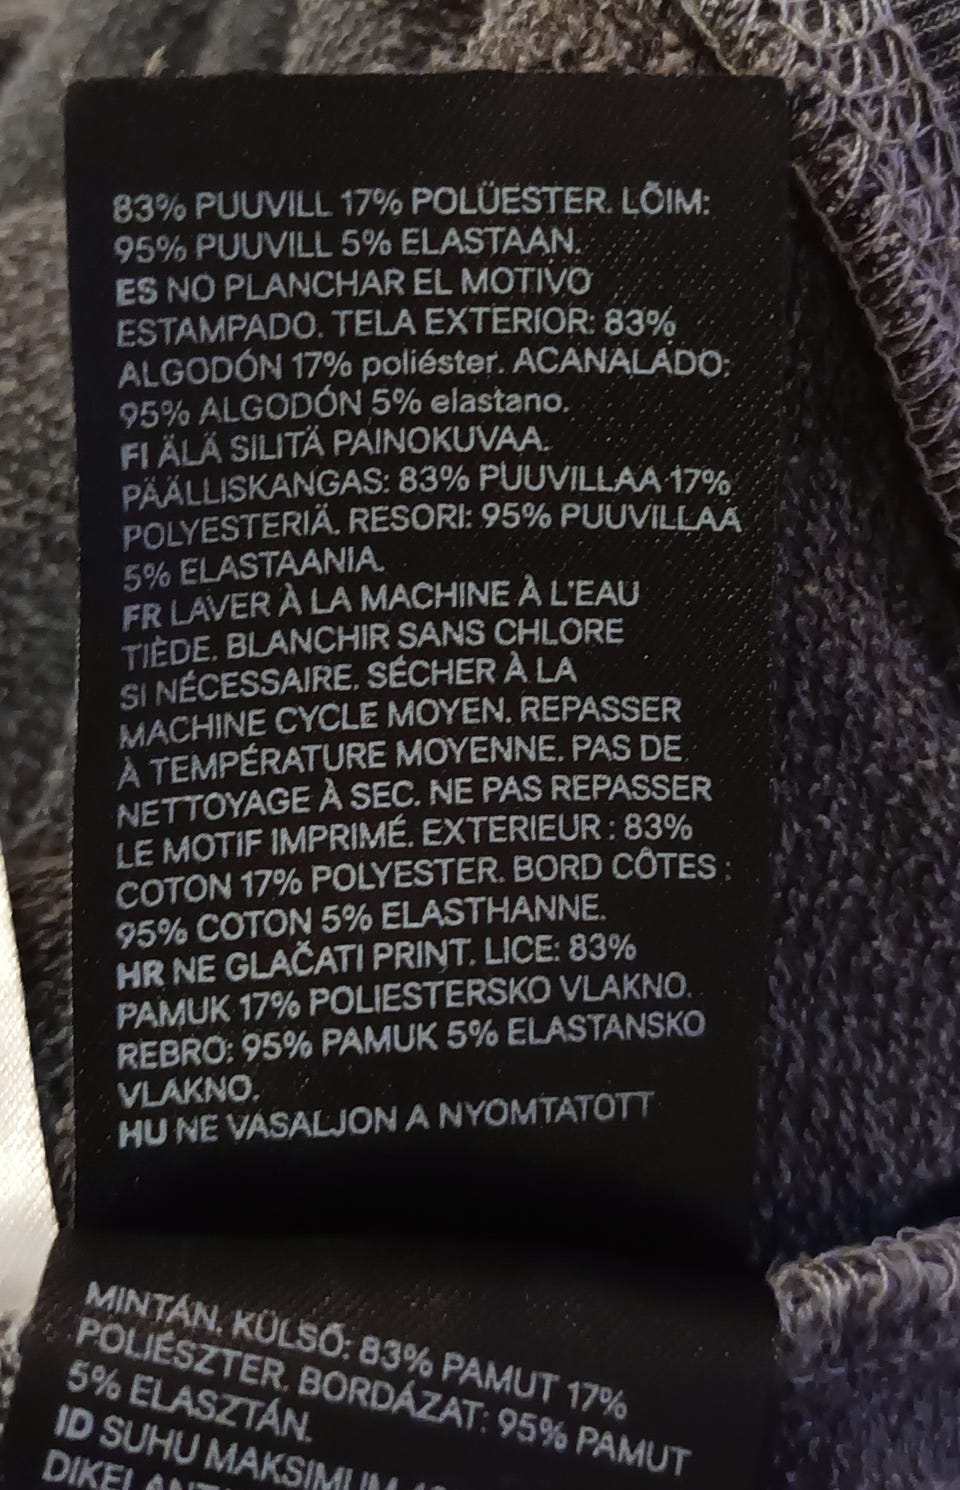 83% PUUVILL 17% POLÜESTER. LÕIM:
95% PUUVILL 5% ELASTAAN.
ES NO PLANCHAR EL MOTIVO
ESTAMPADO. TELA EXTERIOR: 83%
ALGODÓN 17% poliéster. ACANALADO:
95% ALGODÓN 5% elastano.
FI ÄLÄ SILITÄ PAINOKUVAA.
PÄÄLLISKANGAS: 83% PUUVILLAA 17%
POLYESTERIÄ. RESORI: 95% PUUVILLAA
5% ELASTAANIA.
FR LAVER À LA MACHINE À L'EAU
TIÈDE. BLANCHIR SANS CHLORE
SI NÉCESSAIRE. SÉCHER À LA
MACHINE CYCLE MOYEN. REPASSER
À TEMPÉRATURE MOYENNE. PAS DE
NETTOYAGE À SEC. NE PAS REPASSER
LE MOTIF IMPRIMÉ. EXTERIEUR : 83%
COTON 17% POLYESTER. BORD CÔTES :
95% COTON 5% ELASTHANNE.
HR NE GLAČATI PRINT. LICE: 83%
PAMUK 17% POLIESTERSKO VLAKNO.
REBRO: 95% PAMUK 5% ELASTANSKO
VLAKNO.
HU NE VASALJON A NYOMTATOTT
MINTÁN. KÜLSŐ: 83% PAMUT 17%
POLIÉSZTER. BORDÁZAT: 95% PAMUT
5% ELASZTÁN.
ID SUHU MAKSIMUM